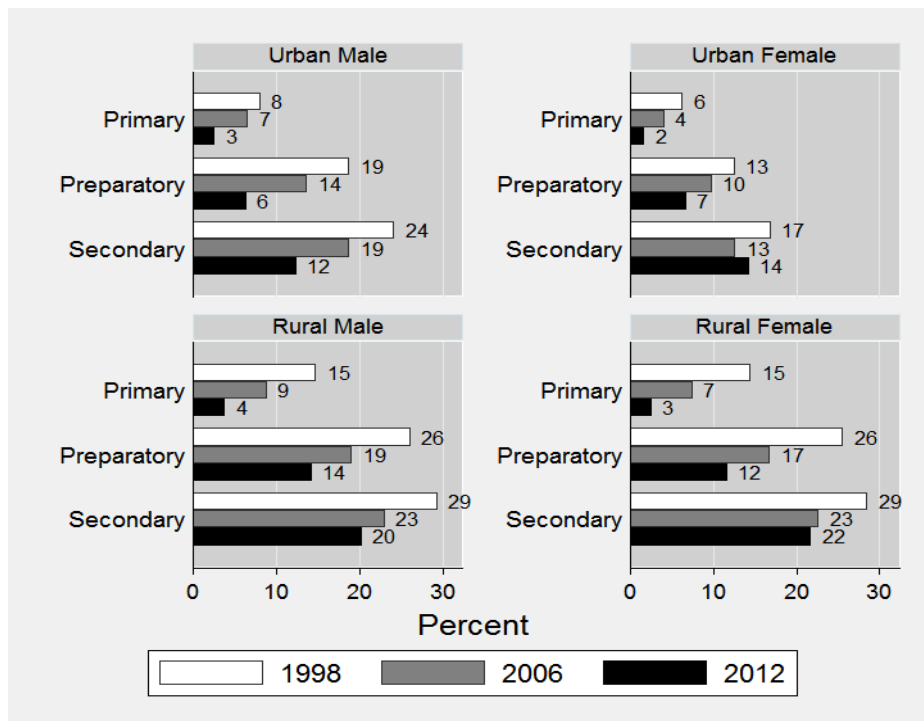 Urban Male
Primary
8
7
3
Preparatory
19
14
6
Secondary
24
19
12
Urban Female
Primary
6
4
2
Preparatory
13
10
7
Secondary
17
13
14
Rural Male
Primary
15
9
4
Preparatory
26
19
14
Secondary
29
23
20
0 10 20 30
Rural Female
Primary
15
7
3
Preparatory
26
17
12
Secondary
29
23
22
0 10 20 30
Percent
1998 2006 2012